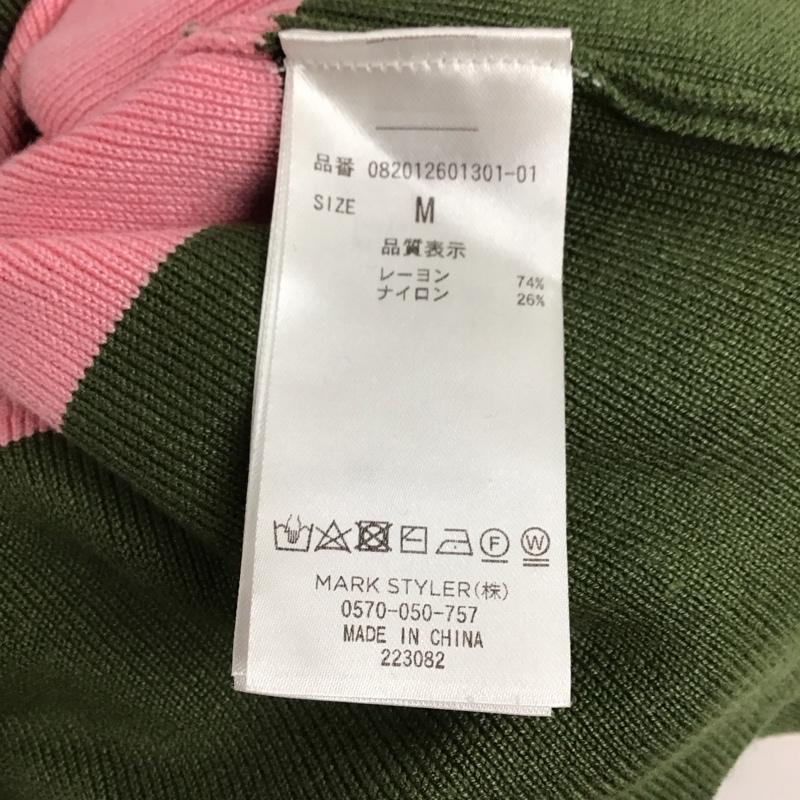 品番 082012601301-01
SIZE M
品質表示
レーヨン 74%
ナイロン 26%
F W
MARK STYLER(株)
0570-050-757
MADE IN CHINA
223082